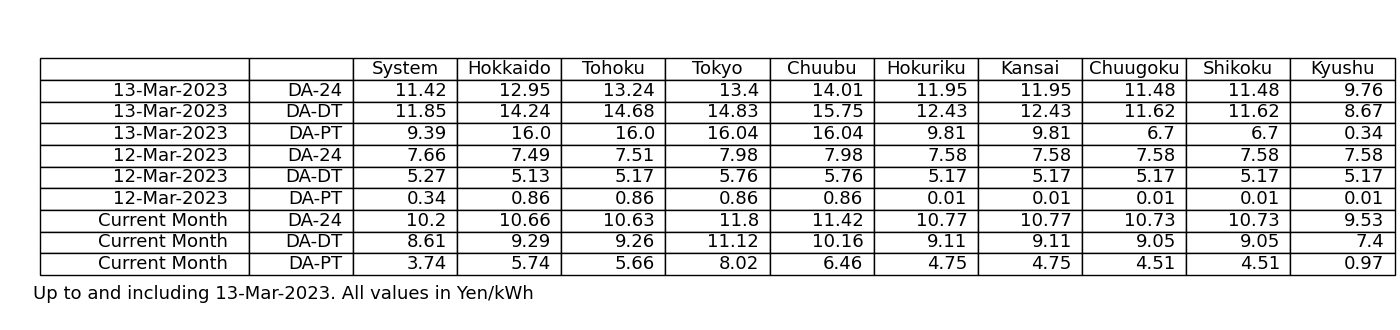 System Hokkaido Tohoku Tokyo Chuubu Hokuriku Kansai Chuugoku Shikoku Kyushu
13-Mar-2023 DA-24 11.42 12.95 13.24 13.4 14.01 11.95 11.95 11.48 11.48 9.76
13-Mar-2023 DA-DT 11.85 14.24 14.68 14.83 15.75 12.43 12.43 11.62 11.62 8.67
13-Mar-2023 DA-PT 9.39 16.0 16.0 16.04 16.04 9.81 9.81 6.7 6.7 0.34
12-Mar-2023 DA-24 7.66 7.49 7.51 7.98 7.98 7.58 7.58 7.58 7.58 7.58
12-Mar-2023 DA-DT 5.27 5.13 5.17 5.76 5.76 5.17 5.17 5.17 5.17 5.17
12-Mar-2023 DA-PT 0.34 0.86 0.86 0.86 0.86 0.01 0.01 0.01 0.01 0.01
Current Month DA-24 10.2 10.66 10.63 11.8 11.42 10.77 10.77 10.73 10.73 9.53
Current Month DA-DT 8.61 9.29 9.26 11.12 10.16 9.11 9.11 9.05 9.05 7.4
Current Month DA-PT 3.74 5.74 5.66 8.02 6.46 4.75 4.75 4.51 4.51 0.97
Up to and including 13-Mar-2023. All values in Yen/kWh